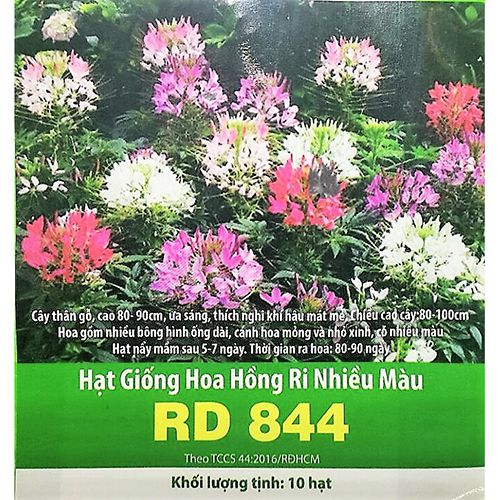 Cây thân gỗ, cao 80- 90cm, ưa sáng, thích nghi khí hậu mát mẻ. Chiều cao cây:80-100cm
Hoa gồm nhiều bông hình ống dài, cánh hoa mỏng và nhỏ xinh, có nhiều màu
Hạt nẩy mầm sau 5-7 ngày. Thời gian ra hoa: 80-90 ngày
Hạt Giống Hoa Hồng Ri Nhiều Màu
RD 844
Theo TCCS 44:2016/RĐHCM
Khối lượng tịnh: 10 hạt